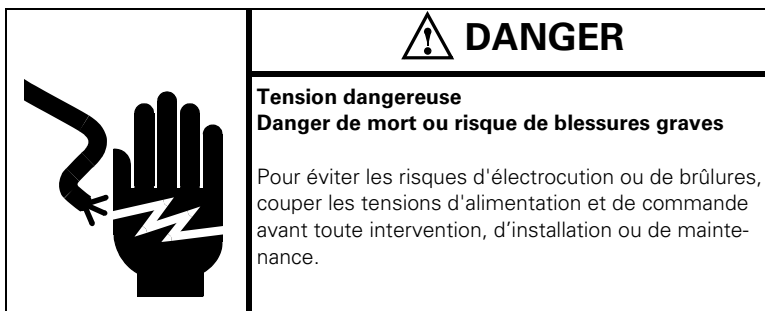 DANGER
Tension dangereuse
Danger de mort ou risque de blessures graves
Pour éviter les risques d'électrocution ou de brûlures,
couper les tensions d'alimentation et de commande
avant toute intervention, d’installation ou de mainte-
nance.